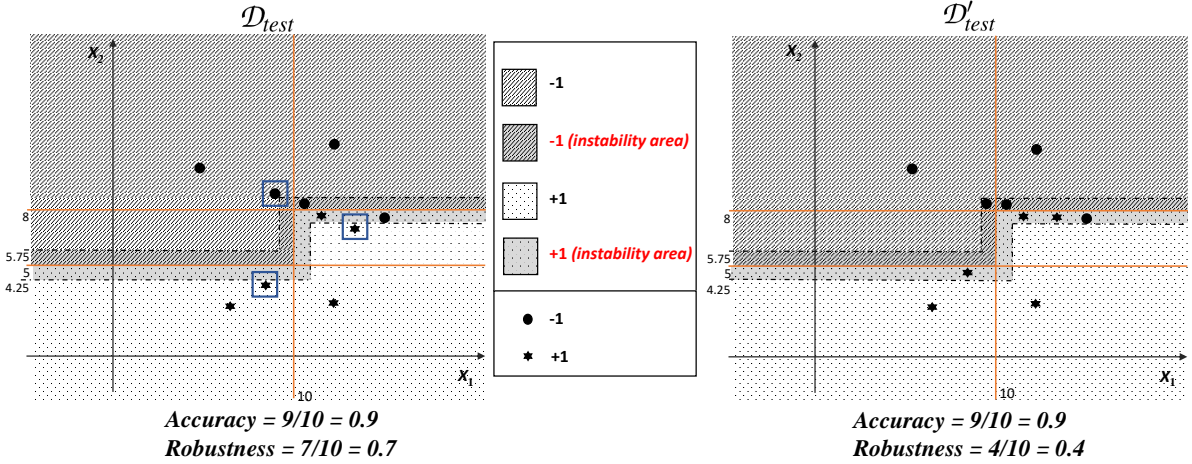 𝒟test
X₂
8
5.75
5
4.25
X₁
10
Accuracy = 9/10 = 0.9
Robustness = 7/10 = 0.7
-1
-1 (instability area)
+1
+1 (instability area)
-1
+1
𝒟′test
X₂
8
5.75
5
4.25
X₁
10
Accuracy = 9/10 = 0.9
Robustness = 4/10 = 0.4